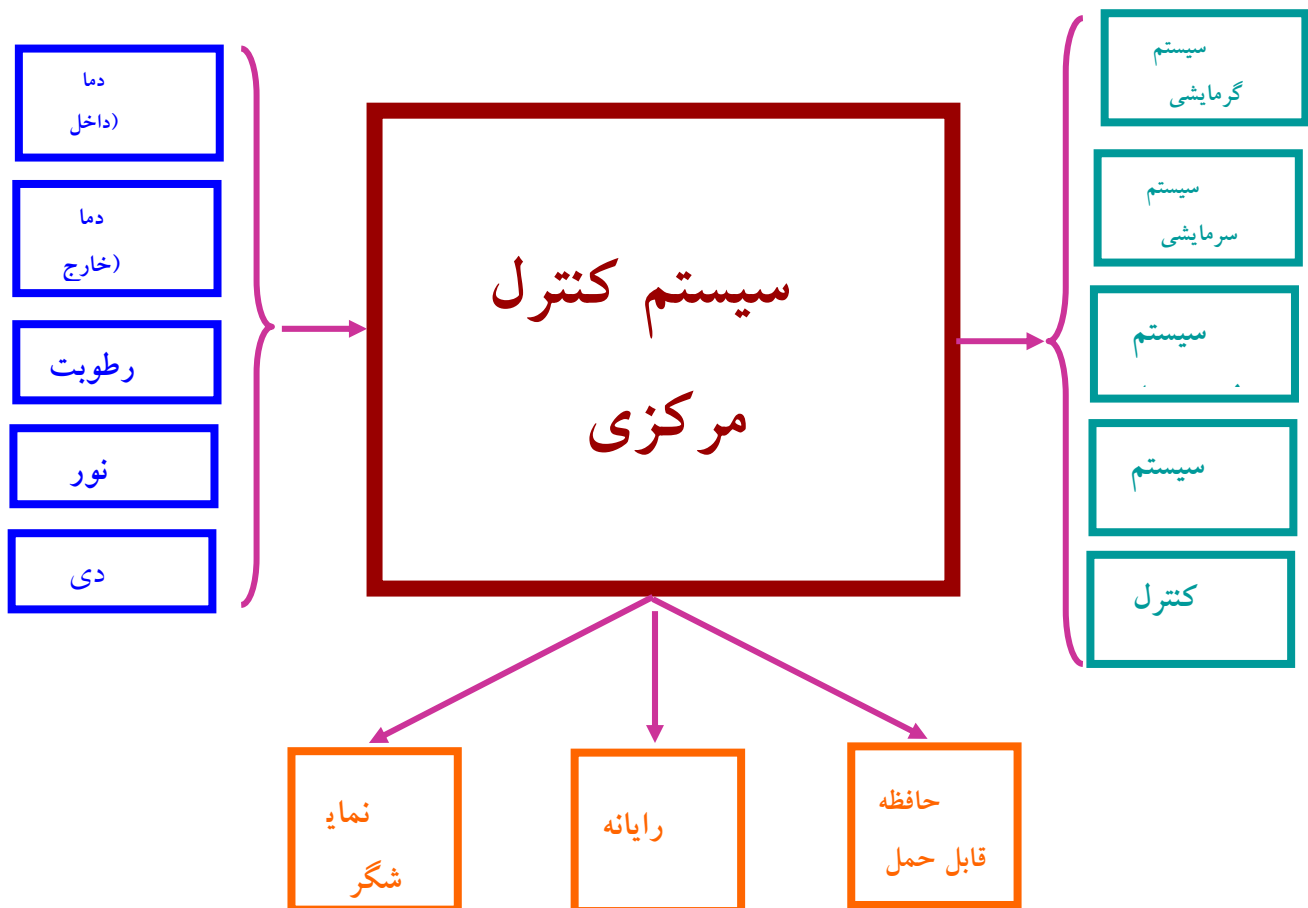 سیستم
گرمایشی
سیستم
سرمایشی
سیستم
سیستم
کنترل
سیستم کنترل
مرکزی
دما
(داخل
دما
(خارج
رطوبت
نور
دی
حافظه
قابل حمل
رایانه
نمای
شگر